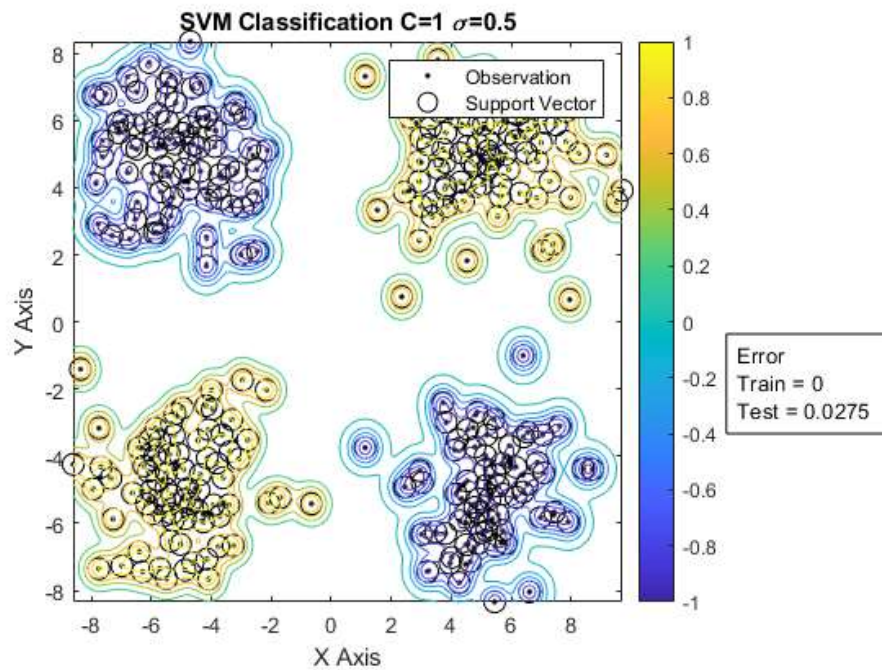 SVM Classification C=1 σ=0.5
Observation
Support Vector
8
6
4
2
0
-2
-4
-6
-8
Y Axis
-8 -6 -4 -2 0 2 4 6 8
X Axis
1
0.8
0.6
0.4
0.2
0
-0.2
-0.4
-0.6
-0.8
-1
Error
Train = 0
Test = 0.0275